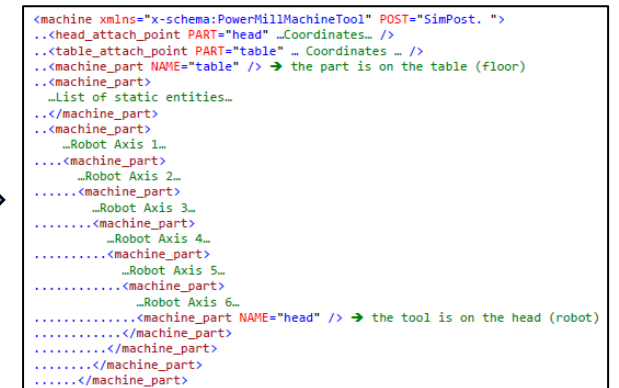 <machine xmlns="x-schema:PowerMillMachineTool" POST="SimPost. ">
..<head_attach_point PART="head" …Coordinates… />
..<table_attach_point PART="table" … Coordinates … />
..<machine_part NAME="table" /> ➔ the part is on the table (floor)
..<machine_part>
…List of static entities…
..</machine_part>
..<machine_part>
…Robot Axis 1…
....<machine_part>
…Robot Axis 2…
......<machine_part>
…Robot Axis 3…
........<machine_part>
…Robot Axis 4…
..........<machine_part>
…Robot Axis 5…
............<machine_part>
…Robot Axis 6…
..............<machine_part NAME="head" /> ➔ the tool is on the head (robot)
............</machine_part>
..........</machine_part>
........</machine_part>
......</machine_part>